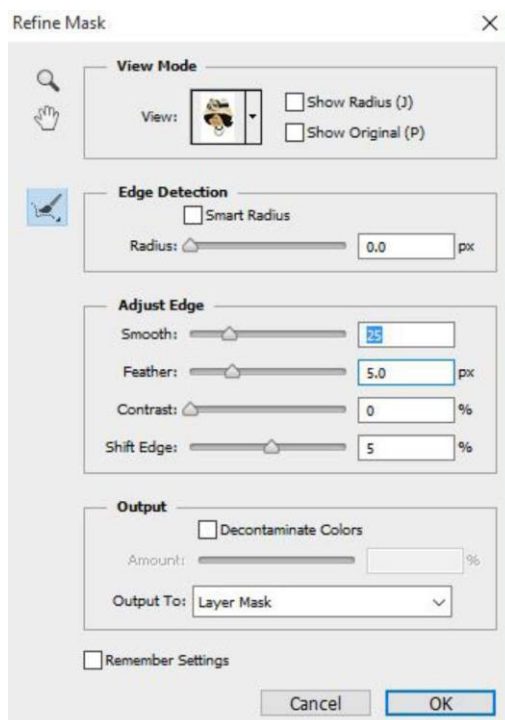 Refine Mask
View Mode
View:
Show Radius (J)
Show Original (P)
Edge Detection
Smart Radius
Radius: 0.0 px
Adjust Edge
Smooth: 25
Feather: 5.0 px
Contrast: 0 %
Shift Edge: 5 %
Output
Decontaminate Colors
Amount: %
Output To: Layer Mask
Remember Settings
Cancel OK